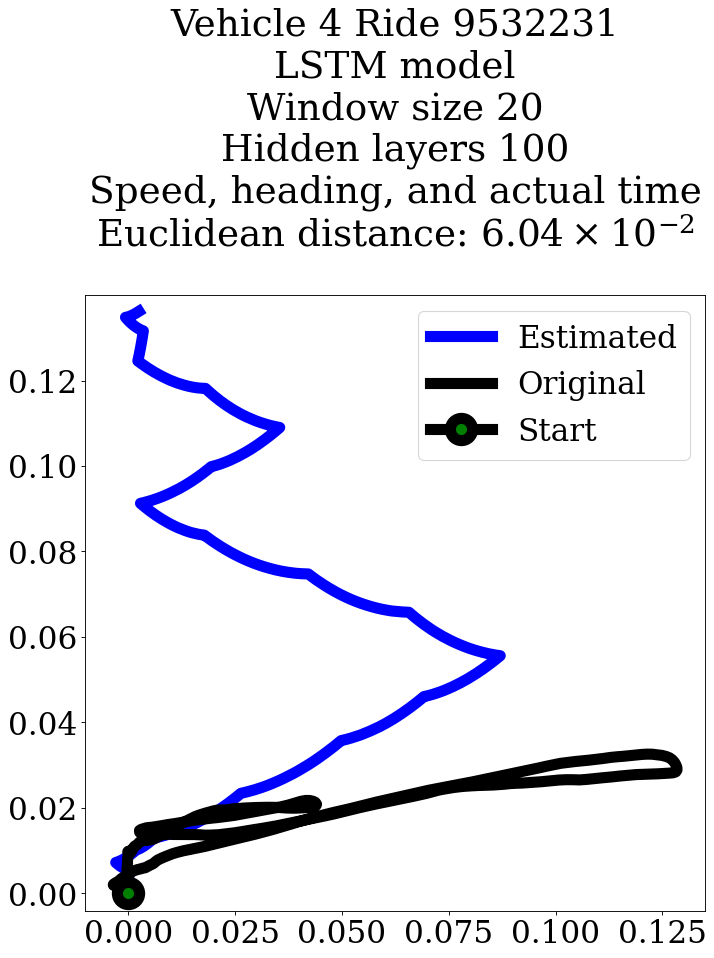 Vehicle 4 Ride 9532231
LSTM model
Window size 20
Hidden layers 100
Speed, heading, and actual time
Euclidean distance: 6.04 × 10⁻²
Estimated
Original
Start
0.12
0.10
0.08
0.06
0.04
0.02
0.00
0.000 0.025 0.050 0.075 0.100 0.125